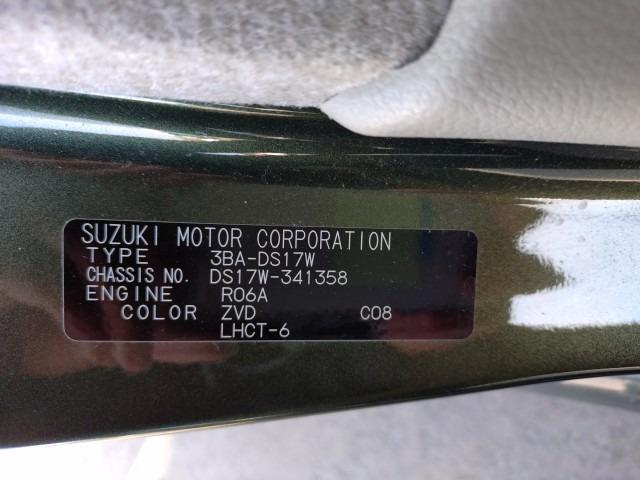 SUZUKI MOTOR CORPORATION
TYPE 3BA-DS17W
CHASSIS NO. DS17W-341358
ENGINE R06A
COLOR ZVD C08
LHCT-6